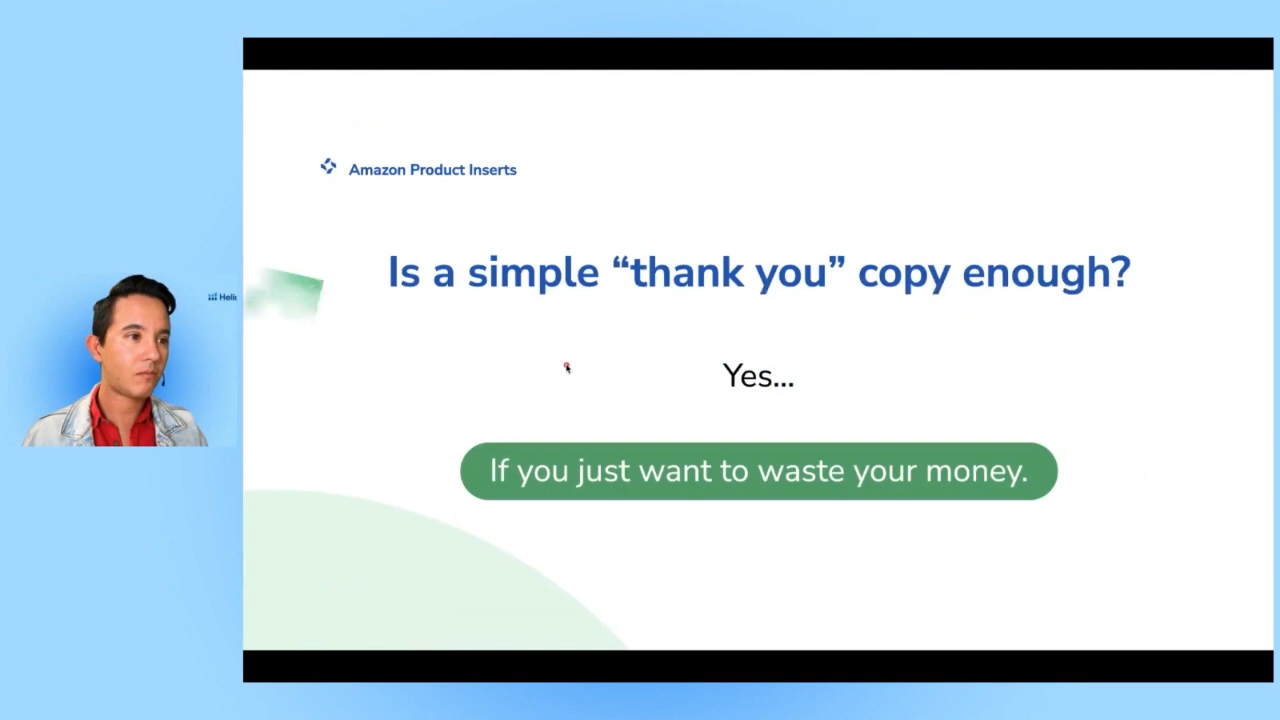 Amazon Product Inserts
Is a simple “thank you” copy enough?
Yes...
If you just want to waste your money.